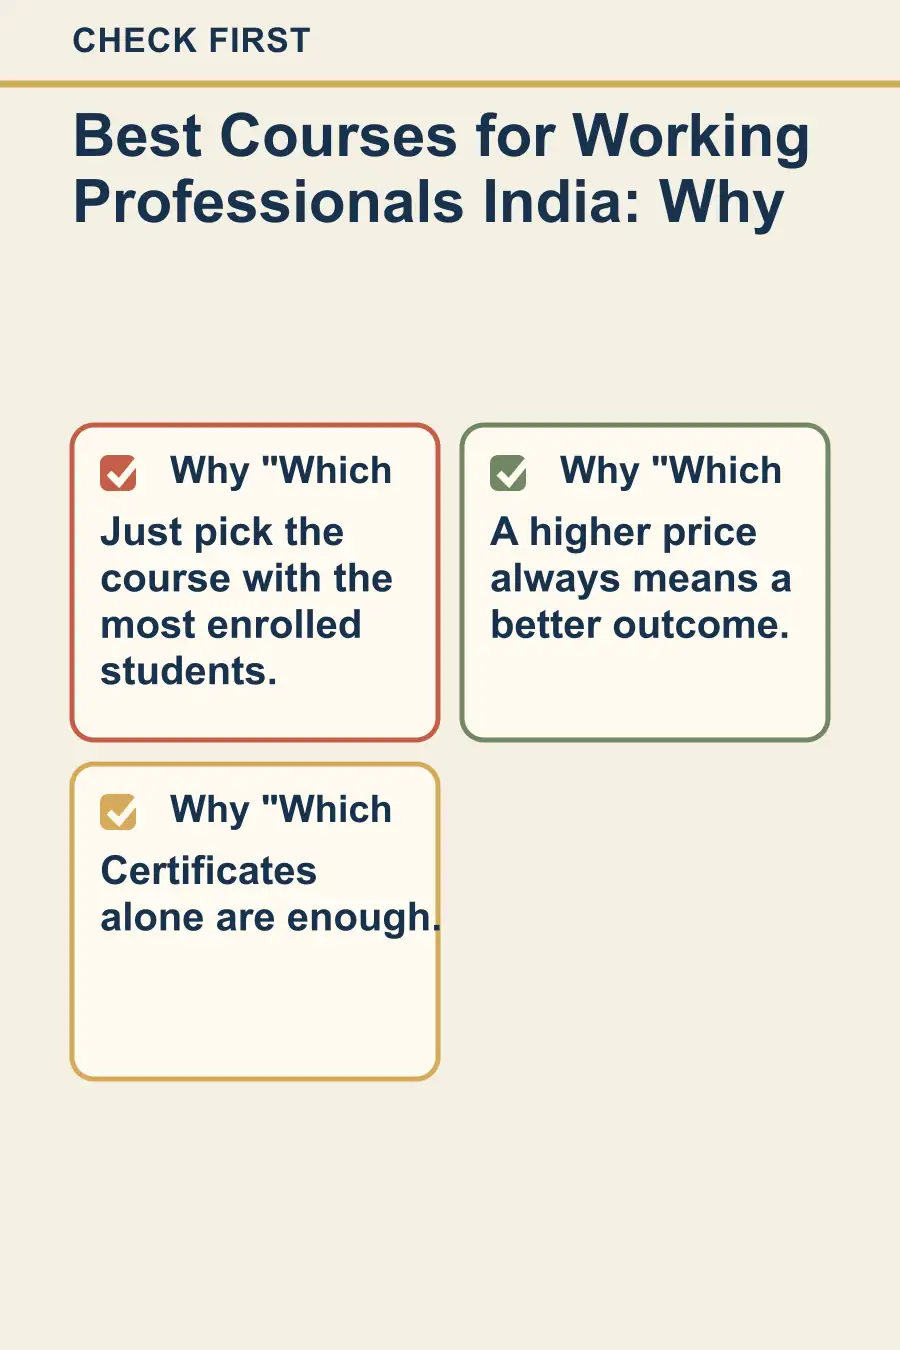 CHECK FIRST
Best Courses for Working
Professionals India: Why
Why "Which
Just pick the
course with the
most enrolled
students.
Why "Which
A higher price
always means a
better outcome.
Why "Which
Certificates
alone are enough.